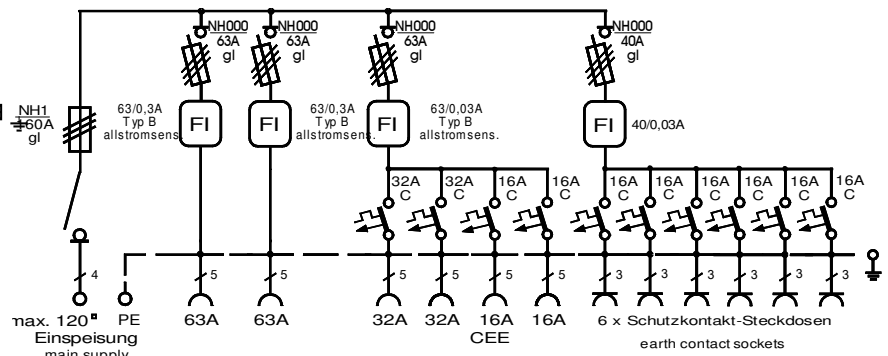 NH000 NH000 NH000 NH000
63A 63A 63A 40A
gl gl gl gl
NH1
160A
gl
63/0,3A 63/0,3A 63/0,03A
Typ B Typ B Typ B
allstromsens. allstromsens. allstromsens.
FI FI FI FI 40/0,03A
32A 32A 16A 16A 16A 16A 16A 16A 16A 16A
C C C C C C C C C C
4 5 5 5 5 5 5 3 3 3 3 3 3
max. 120 PE 63A 63A 32A 32A 16A 16A 6 x Schutzkontakt-Steckdosen
Einspeisung CEE earth contact sockets
main supply